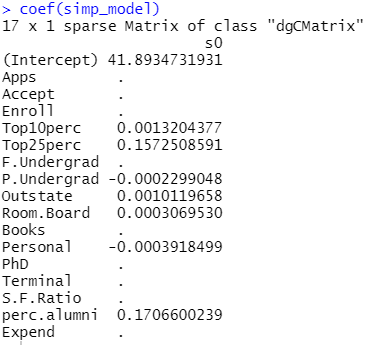 > coef(simp_model)
17 x 1 sparse Matrix of class "dgCMatrix"
s0
(Intercept) 41.8934731931
Apps .
Accept .
Enroll .
Top10perc 0.0013204377
Top25perc 0.1572508591
F.Undergrad .
P.Undergrad -0.0002299048
Outstate 0.0010119658
Room.Board 0.0003069530
Books .
Personal -0.0003918499
PhD .
Terminal .
S.F.Ratio .
perc.alumni 0.1706600239
Expend .